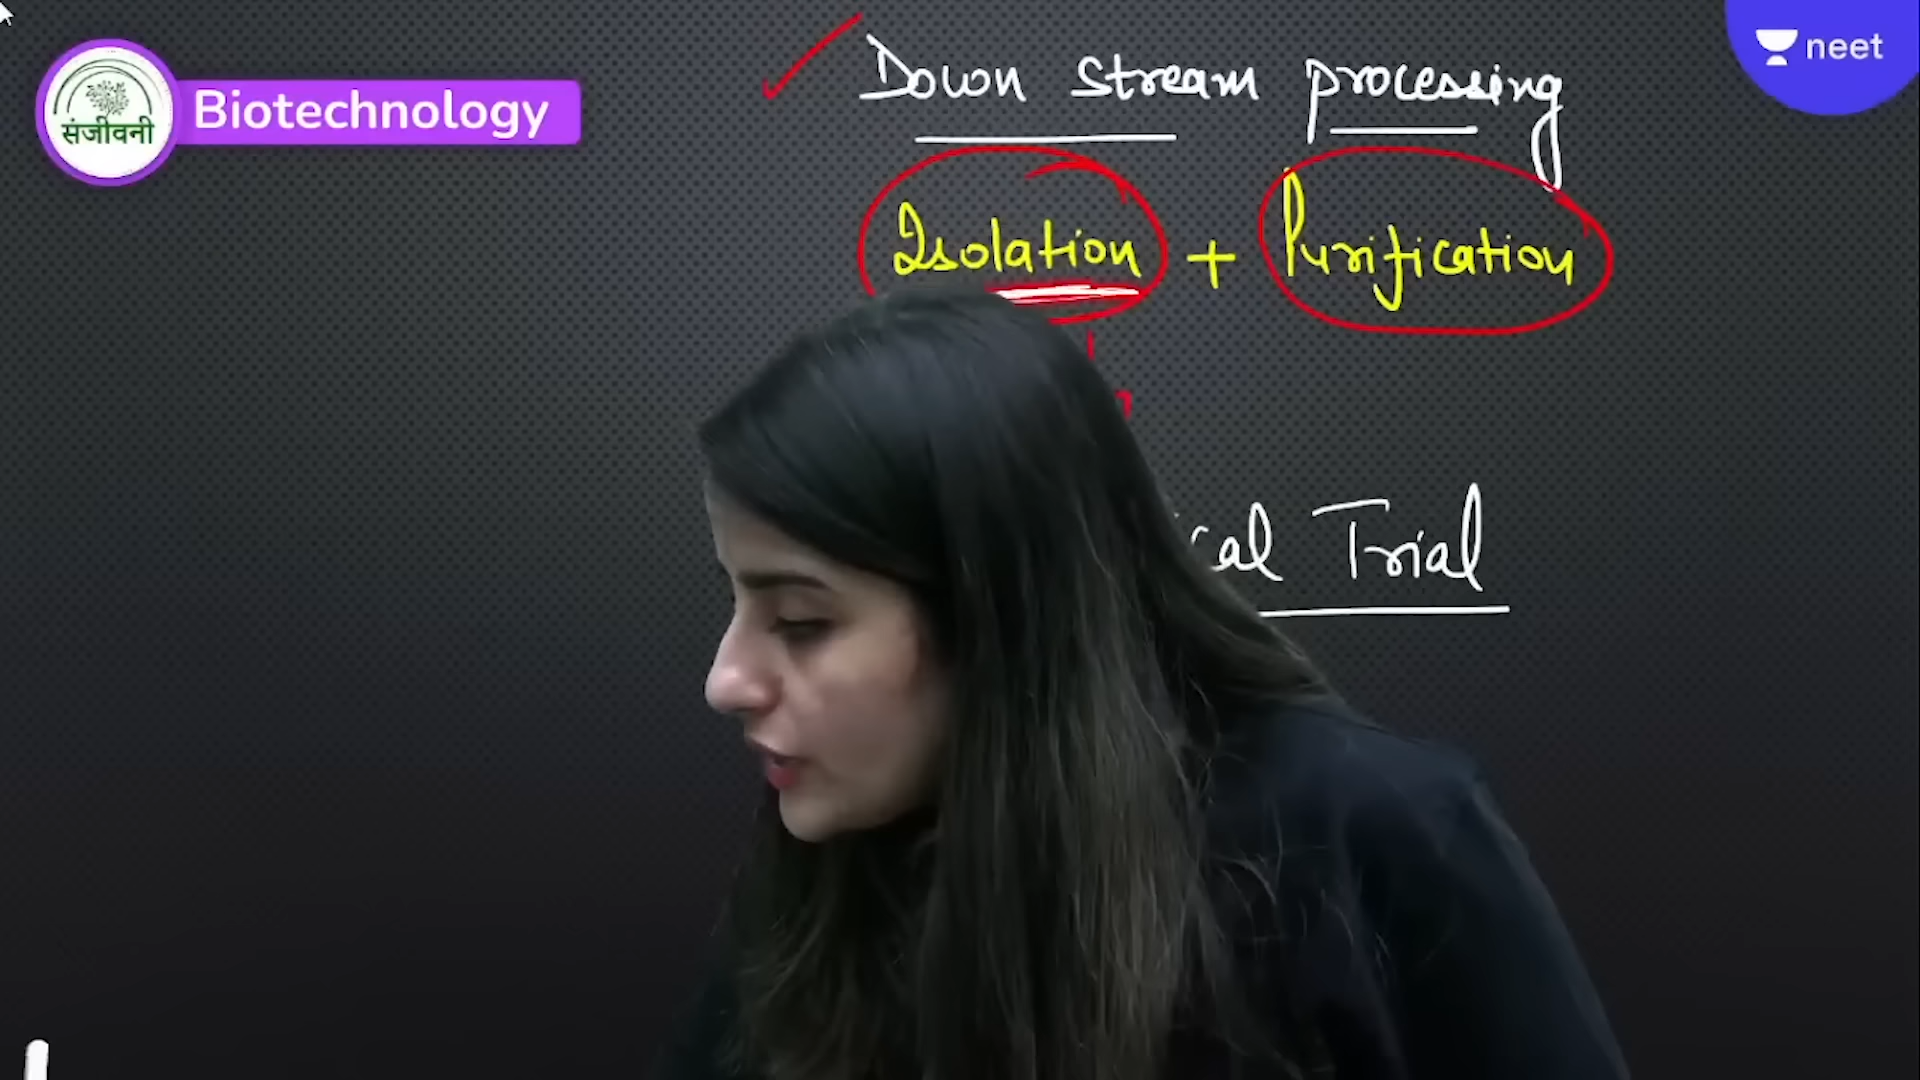 Down stream processing
neet
संजीवनी
Biotechnology
Isolation + Purification
Trial